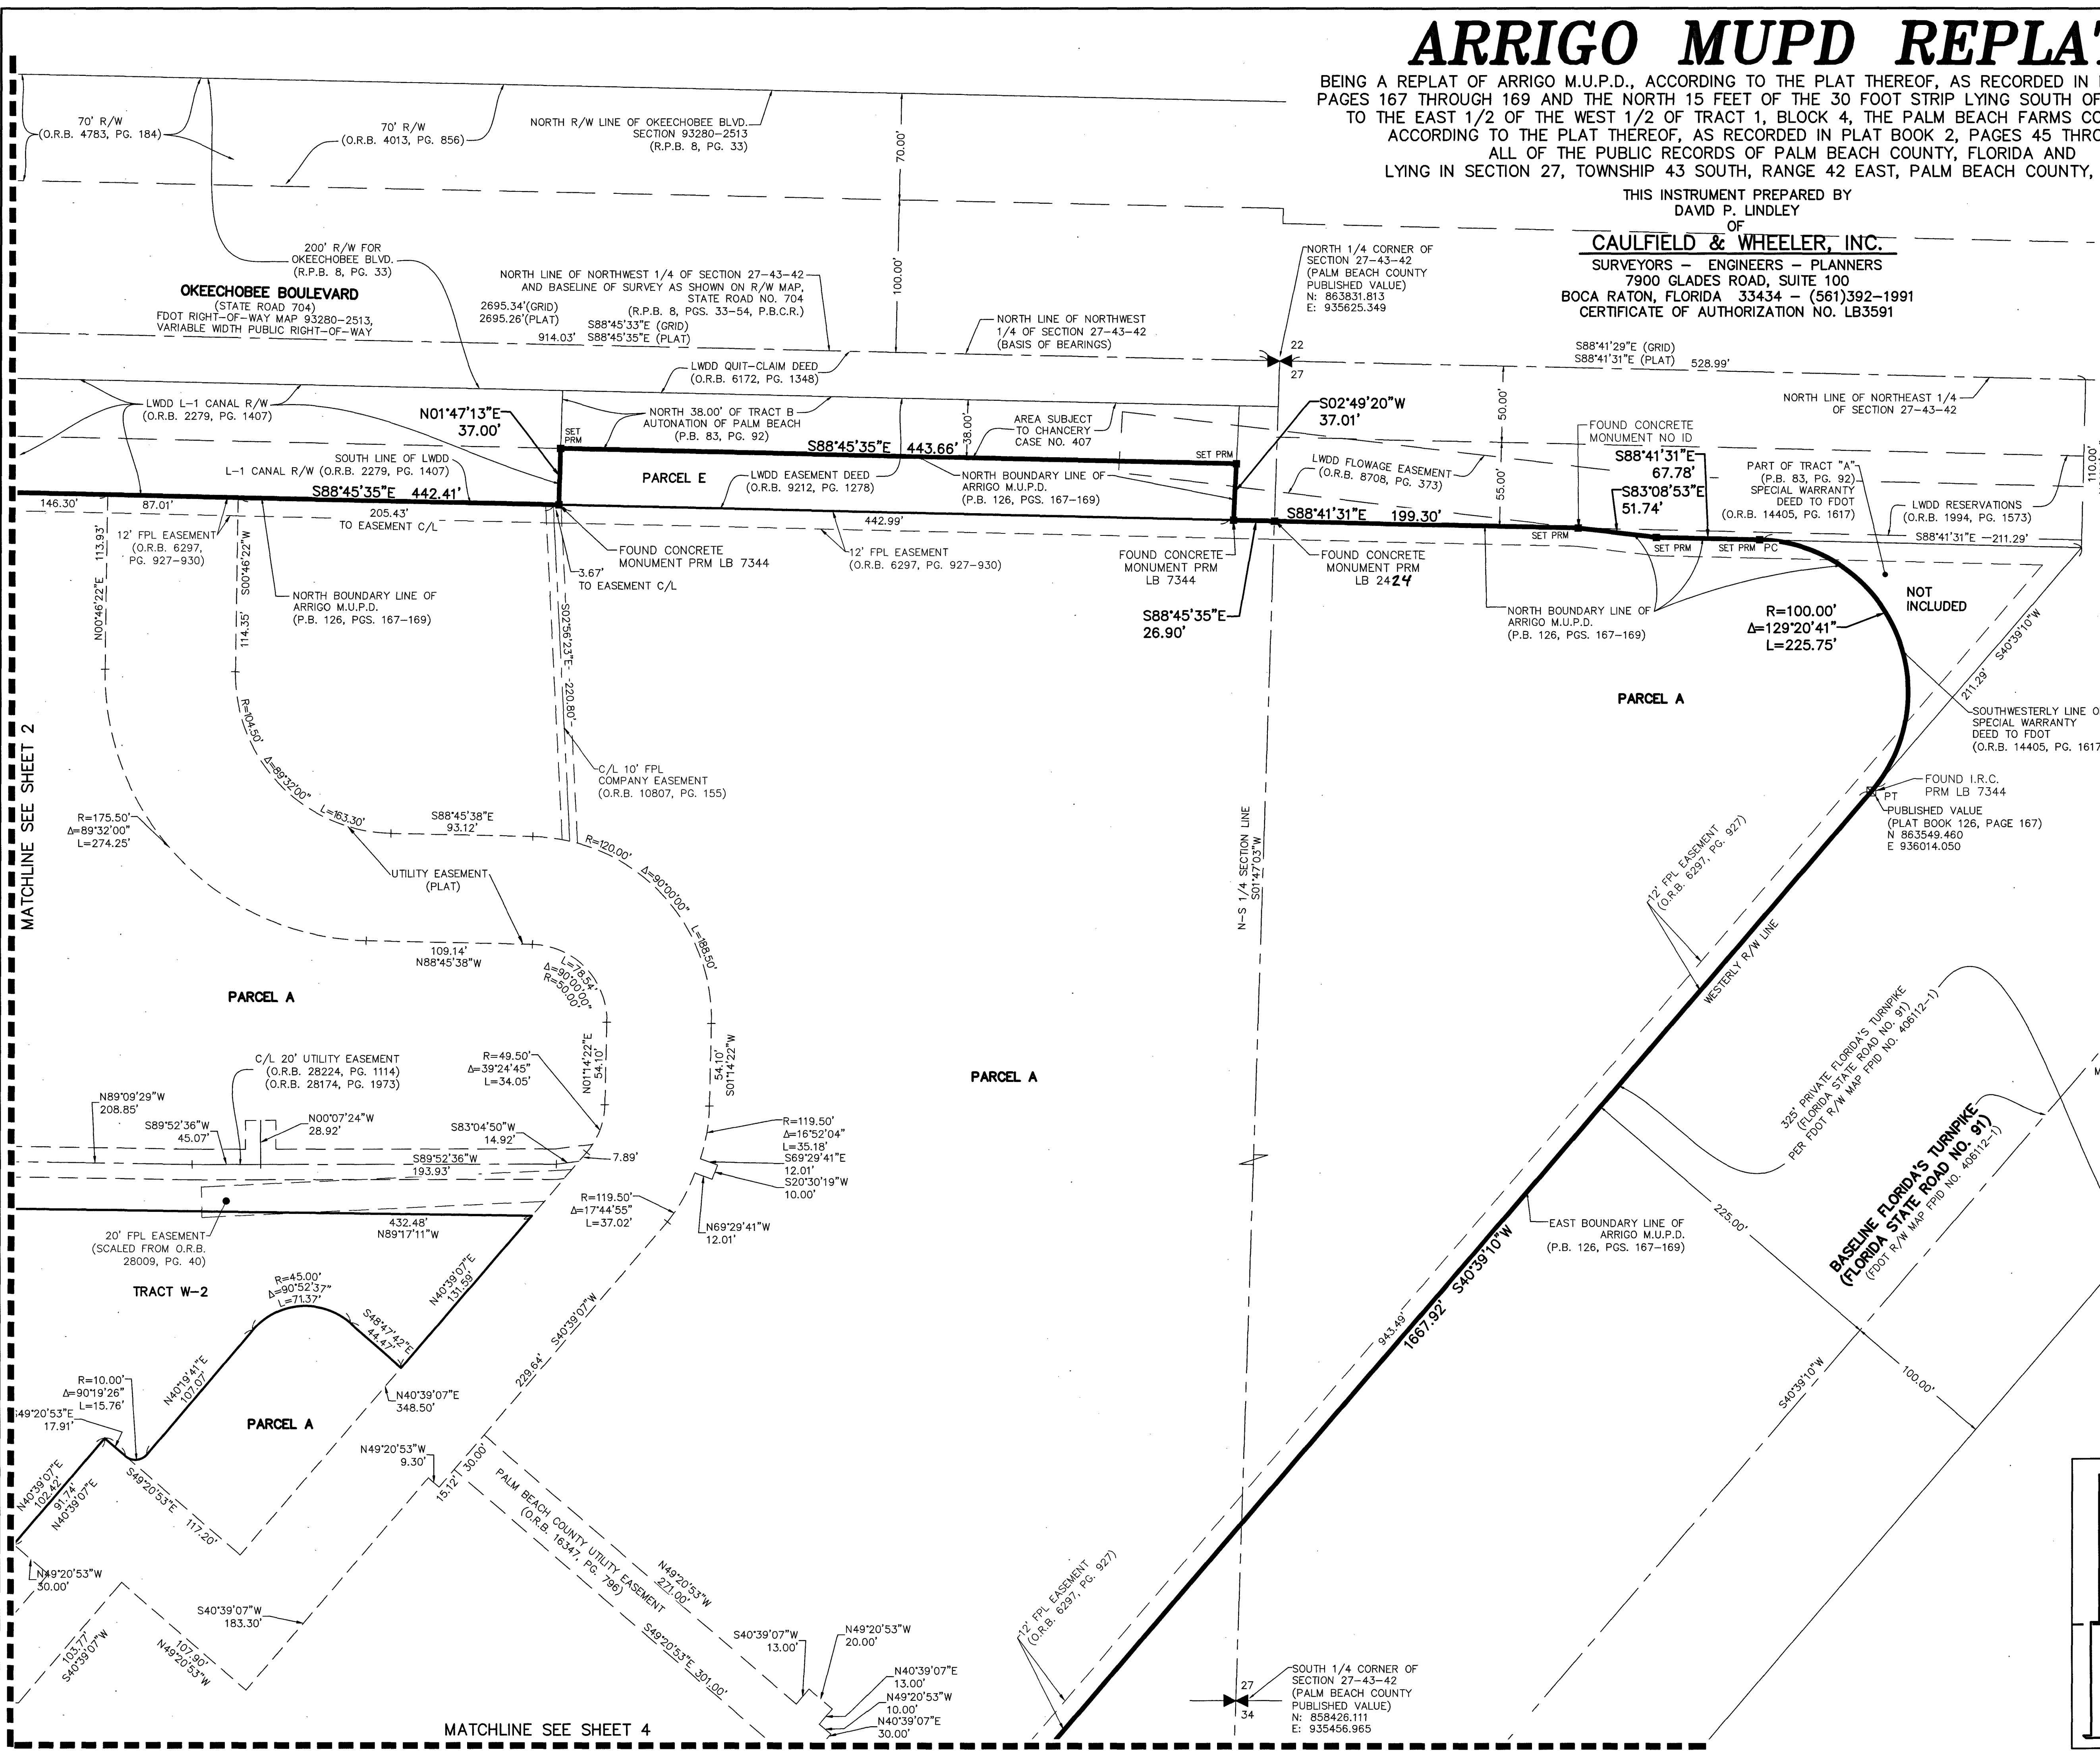 ARRIGO MUPD REPLAT
BEING A REPLAT OF ARRIGO M.U.P.D., ACCORDING TO THE PLAT THEREOF, AS RECORDED IN
PAGES 167 THROUGH 169 AND THE NORTH 15 FEET OF THE 30 FOOT STRIP LYING SOUTH OF
TO THE EAST 1/2 OF THE WEST 1/2 OF TRACT 1, BLOCK 4, THE PALM BEACH FARMS CO
ACCORDING TO THE PLAT THEREOF, AS RECORDED IN PLAT BOOK 2, PAGES 45 THRO
ALL OF THE PUBLIC RECORDS OF PALM BEACH COUNTY, FLORIDA AND
LYING IN SECTION 27, TOWNSHIP 43 SOUTH, RANGE 42 EAST, PALM BEACH COUNTY,
THIS INSTRUMENT PREPARED BY
DAVID P. LINDLEY
OF
CAULFIELD & WHEELER, INC.
SURVEYORS - ENGINEERS - PLANNERS
7900 GLADES ROAD, SUITE 100
BOCA RATON, FLORIDA 33434 - (561)392-1991
CERTIFICATE OF AUTHORIZATION NO. LB3591
70' R/W
(O.R.B. 4783, PG. 184)
70' R/W
(O.R.B. 4013, PG. 856)
NORTH R/W LINE OF OKEECHOBEE BLVD.
SECTION 93280-2513
(R.P.B. 8, PG. 33)
70.00'
100.00'
200' R/W FOR
OKEECHOBEE BLVD.
(R.P.B. 8, PG. 33)
OKEECHOBEE BOULEVARD
(STATE ROAD 704)
FDOT RIGHT-OF-WAY MAP 93280-2513,
VARIABLE WIDTH PUBLIC RIGHT-OF-WAY
NORTH LINE OF NORTHWEST 1/4 OF SECTION 27-43-42
AND BASELINE OF SURVEY AS SHOWN ON R/W MAP,
STATE ROAD NO. 704
(R.P.B. 8, PGS. 33-54, P.B.C.R.)
2695.34'(GRID)
2695.26'(PLAT)
S88°45'33"E (GRID)
914.03' S88°45'35"E (PLAT)
NORTH LINE OF NORTHWEST
1/4 OF SECTION 27-43-42
(BASIS OF BEARINGS)
NORTH 1/4 CORNER OF
SECTION 27-43-42
(PALM BEACH COUNTY
PUBLISHED VALUE)
N: 863831.813
E: 935625.349
22
27
S88°41'29"E (GRID)
S88°41'31"E (PLAT) 528.99'
NORTH LINE OF NORTHEAST 1/4
OF SECTION 27-43-42
LWDD QUIT-CLAIM DEED
(O.R.B. 6172, PG. 1348)
LWDD L-1 CANAL R/W
(O.R.B. 2279, PG. 1407)
N01°47'13"E
37.00'
SET
PRM
NORTH 38.00' OF TRACT B
AUTONATION OF PALM BEACH
(P.B. 83, PG. 92)
38.00'
AREA SUBJECT
TO CHANCERY
CASE NO. 407
S02°49'20"W
37.01'
50.00'
55.00'
110.00'
FOUND CONCRETE
MONUMENT NO ID
S88°41'31"E
67.78'
S83°08'53"E
51.74'
PART OF TRACT "A"
(P.B. 83, PG. 92)
SPECIAL WARRANTY
DEED TO FDOT
(O.R.B. 14405, PG. 1617)
LWDD RESERVATIONS
(O.R.B. 1994, PG. 1573)
S88°41'31"E 211.29'
SOUTH LINE OF LWDD
L-1 CANAL R/W (O.R.B. 2279, PG. 1407)
S88°45'35"E 443.66'
SET PRM
PARCEL E
LWDD EASEMENT DEED
(O.R.B. 9212, PG. 1278)
NORTH BOUNDARY LINE OF
ARRIGO M.U.P.D.
(P.B. 126, PGS. 167-169)
LWDD FLOWAGE EASEMENT
(O.R.B. 8708, PG. 373)
S88°45'35"E 442.41'
146.30'
87.01'
205.43'
TO EASEMENT C/L
442.99'
S88°41'31"E 199.30'
SET PRM
SET PRM
SET PRM
PC
12' FPL EASEMENT
(O.R.B. 6297,
PG. 927-930)
N00°46'22"E 113.93'
S00°46'22"W
114.35'
FOUND CONCRETE
MONUMENT PRM LB 7344
3.67'
TO EASEMENT C/L
12' FPL EASEMENT
(O.R.B. 6297, PG. 927-930)
FOUND CONCRETE
MONUMENT PRM
LB 7344
FOUND CONCRETE
MONUMENT PRM
LB 2424
S88°45'35"E
26.90'
NORTH BOUNDARY LINE OF
ARRIGO M.U.P.D.
(P.B. 126, PGS. 167-169)
NORTH BOUNDARY LINE OF
ARRIGO M.U.P.D.
(P.B. 126, PGS. 167-169)
NOT
INCLUDED
R=100.00'
Δ=129°20'41"
L=225.75'
S40°39'10"W
211.29'
S02°56'23"E 220.80'
PARCEL A
SOUTHWESTERLY LINE O
SPECIAL WARRANTY
DEED TO FDOT
(O.R.B. 14405, PG. 1617
MATCHLINE SEE SHEET 2
R=104.50'
Δ=89°32'00"
L=163.30'
C/L 10' FPL
COMPANY EASEMENT
(O.R.B. 10807, PG. 155)
FOUND I.R.C.
PRM LB 7344
PT
PUBLISHED VALUE
(PLAT BOOK 126, PAGE 167)
N 863549.460
E 936014.050
R=175.50'
Δ=89°32'00"
L=274.25'
S88°45'38"E
93.12'
R=120.00'
Δ=90°00'00"
L=188.50'
UTILITY EASEMENT
(PLAT)
N-S 1/4 SECTION LINE
S01°47'03"W
12' FPL EASEMENT
(O.R.B. 6297, PG. 927)
WESTERLY R/W LINE
109.14'
N88°45'38"W
L=78.54'
Δ=90°00'00"
R=50.00'
PARCEL A
N01°14'22"E
54.10'
54.10'
S01°14'22"W
325' PRIVATE FLORIDA'S TURNPIKE
(FLORIDA STATE ROAD NO. 91)
PER FDOT R/W MAP FPID NO. 406112-1)
C/L 20' UTILITY EASEMENT
(O.R.B. 28224, PG. 1114)
(O.R.B. 28174, PG. 1973)
R=49.50'
Δ=39°24'45"
L=34.05'
PARCEL A
N89°09'29"W
208.85'
S89°52'36"W
45.07'
N00°07'24"W
28.92'
S83°04'50"W
14.92'
7.89'
S89°52'36"W
193.93'
R=119.50'
Δ=16°52'04"
L=35.18'
S69°29'41"E
12.01'
S20°30'19"W
10.00'
R=119.50'
Δ=17°44'55"
L=37.02'
N69°29'41"W
12.01'
BASELINE FLORIDA'S TURNPIKE
(FLORIDA STATE ROAD NO. 91)
(FDOT R/W MAP FPID NO. 406112-1)
20' FPL EASEMENT
(SCALED FROM O.R.B.
28009, PG. 40)
432.48'
N89°17'11"W
EAST BOUNDARY LINE OF
ARRIGO M.U.P.D.
(P.B. 126, PGS. 167-169)
225.00'
TRACT W-2
R=45.00'
Δ=90°52'37"
L=71.37'
S48°47'42"E
44.47'
N40°39'07"E
131.59'
S40°39'07"W
229.64'
943.49'
1667.92' S40°39'10"W
S40°39'10"W
100.00'
R=10.00'
Δ=90°19'26"
L=15.76'
N40°19'41"E
107.07'
49°20'53"E
17.91'
PARCEL A
N40°39'07"E
348.50'
N49°20'53"W
9.30'
15.12'
30.00'
N40°39'07"E
102.42'
91.74'
N40°39'07"E
S49°20'53"E
117.20'
PALM BEACH COUNTY UTILITY EASEMENT
(O.R.B. 16347, PG. 796)
N49°20'53"W
271.00'
S49°20'53"E 301.00'
N49°20'53"W
30.00'
S40°39'07"W
183.30'
103.77'
S40°39'07"W
107.90'
N49°20'53"W
S40°39'07"W
13.00'
N49°20'53"W
20.00'
N40°39'07"E
13.00'
N49°20'53"W
10.00'
N40°39'07"E
30.00'
12' FPL EASEMENT
(O.R.B. 6297, PG. 927)
27
34
SOUTH 1/4 CORNER OF
SECTION 27-43-42
(PALM BEACH COUNTY
PUBLISHED VALUE)
N: 858426.111
E: 935456.965
MATCHLINE SEE SHEET 4